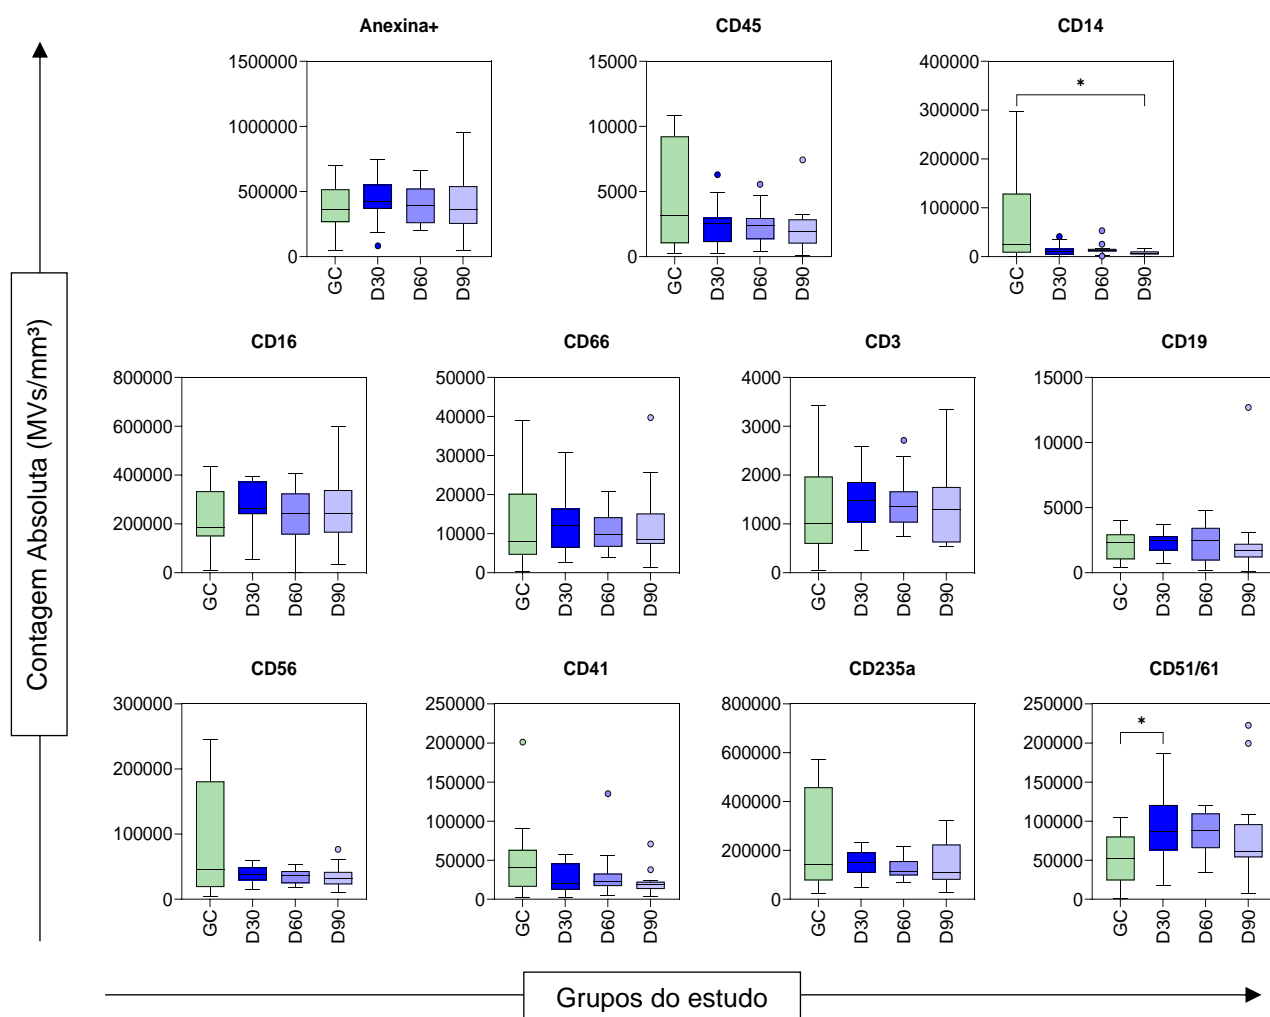 Anexina+
CD45
CD14
1500000
1000000
500000
0
GC
D30
D60
D90
15000
10000
5000
0
GC
D30
D60
D90
400000
300000
200000
100000
0
*
GC
D30
D60
D90
CD16
CD66
CD3
CD19
800000
600000
400000
200000
0
GC
D30
D60
D90
50000
40000
30000
20000
10000
0
GC
D30
D60
D90
4000
3000
2000
1000
0
GC
D30
D60
D90
15000
10000
5000
0
GC
D30
D60
D90
CD56
CD41
CD235a
CD51/61
300000
200000
100000
0
GC
D30
D60
D90
250000
200000
150000
100000
50000
0
GC
D30
D60
D90
800000
600000
400000
200000
0
GC
D30
D60
D90
250000
200000
150000
100000
50000
0
*
GC
D30
D60
D90
Contagem Absoluta (MVs/mm³)
Grupos do estudo